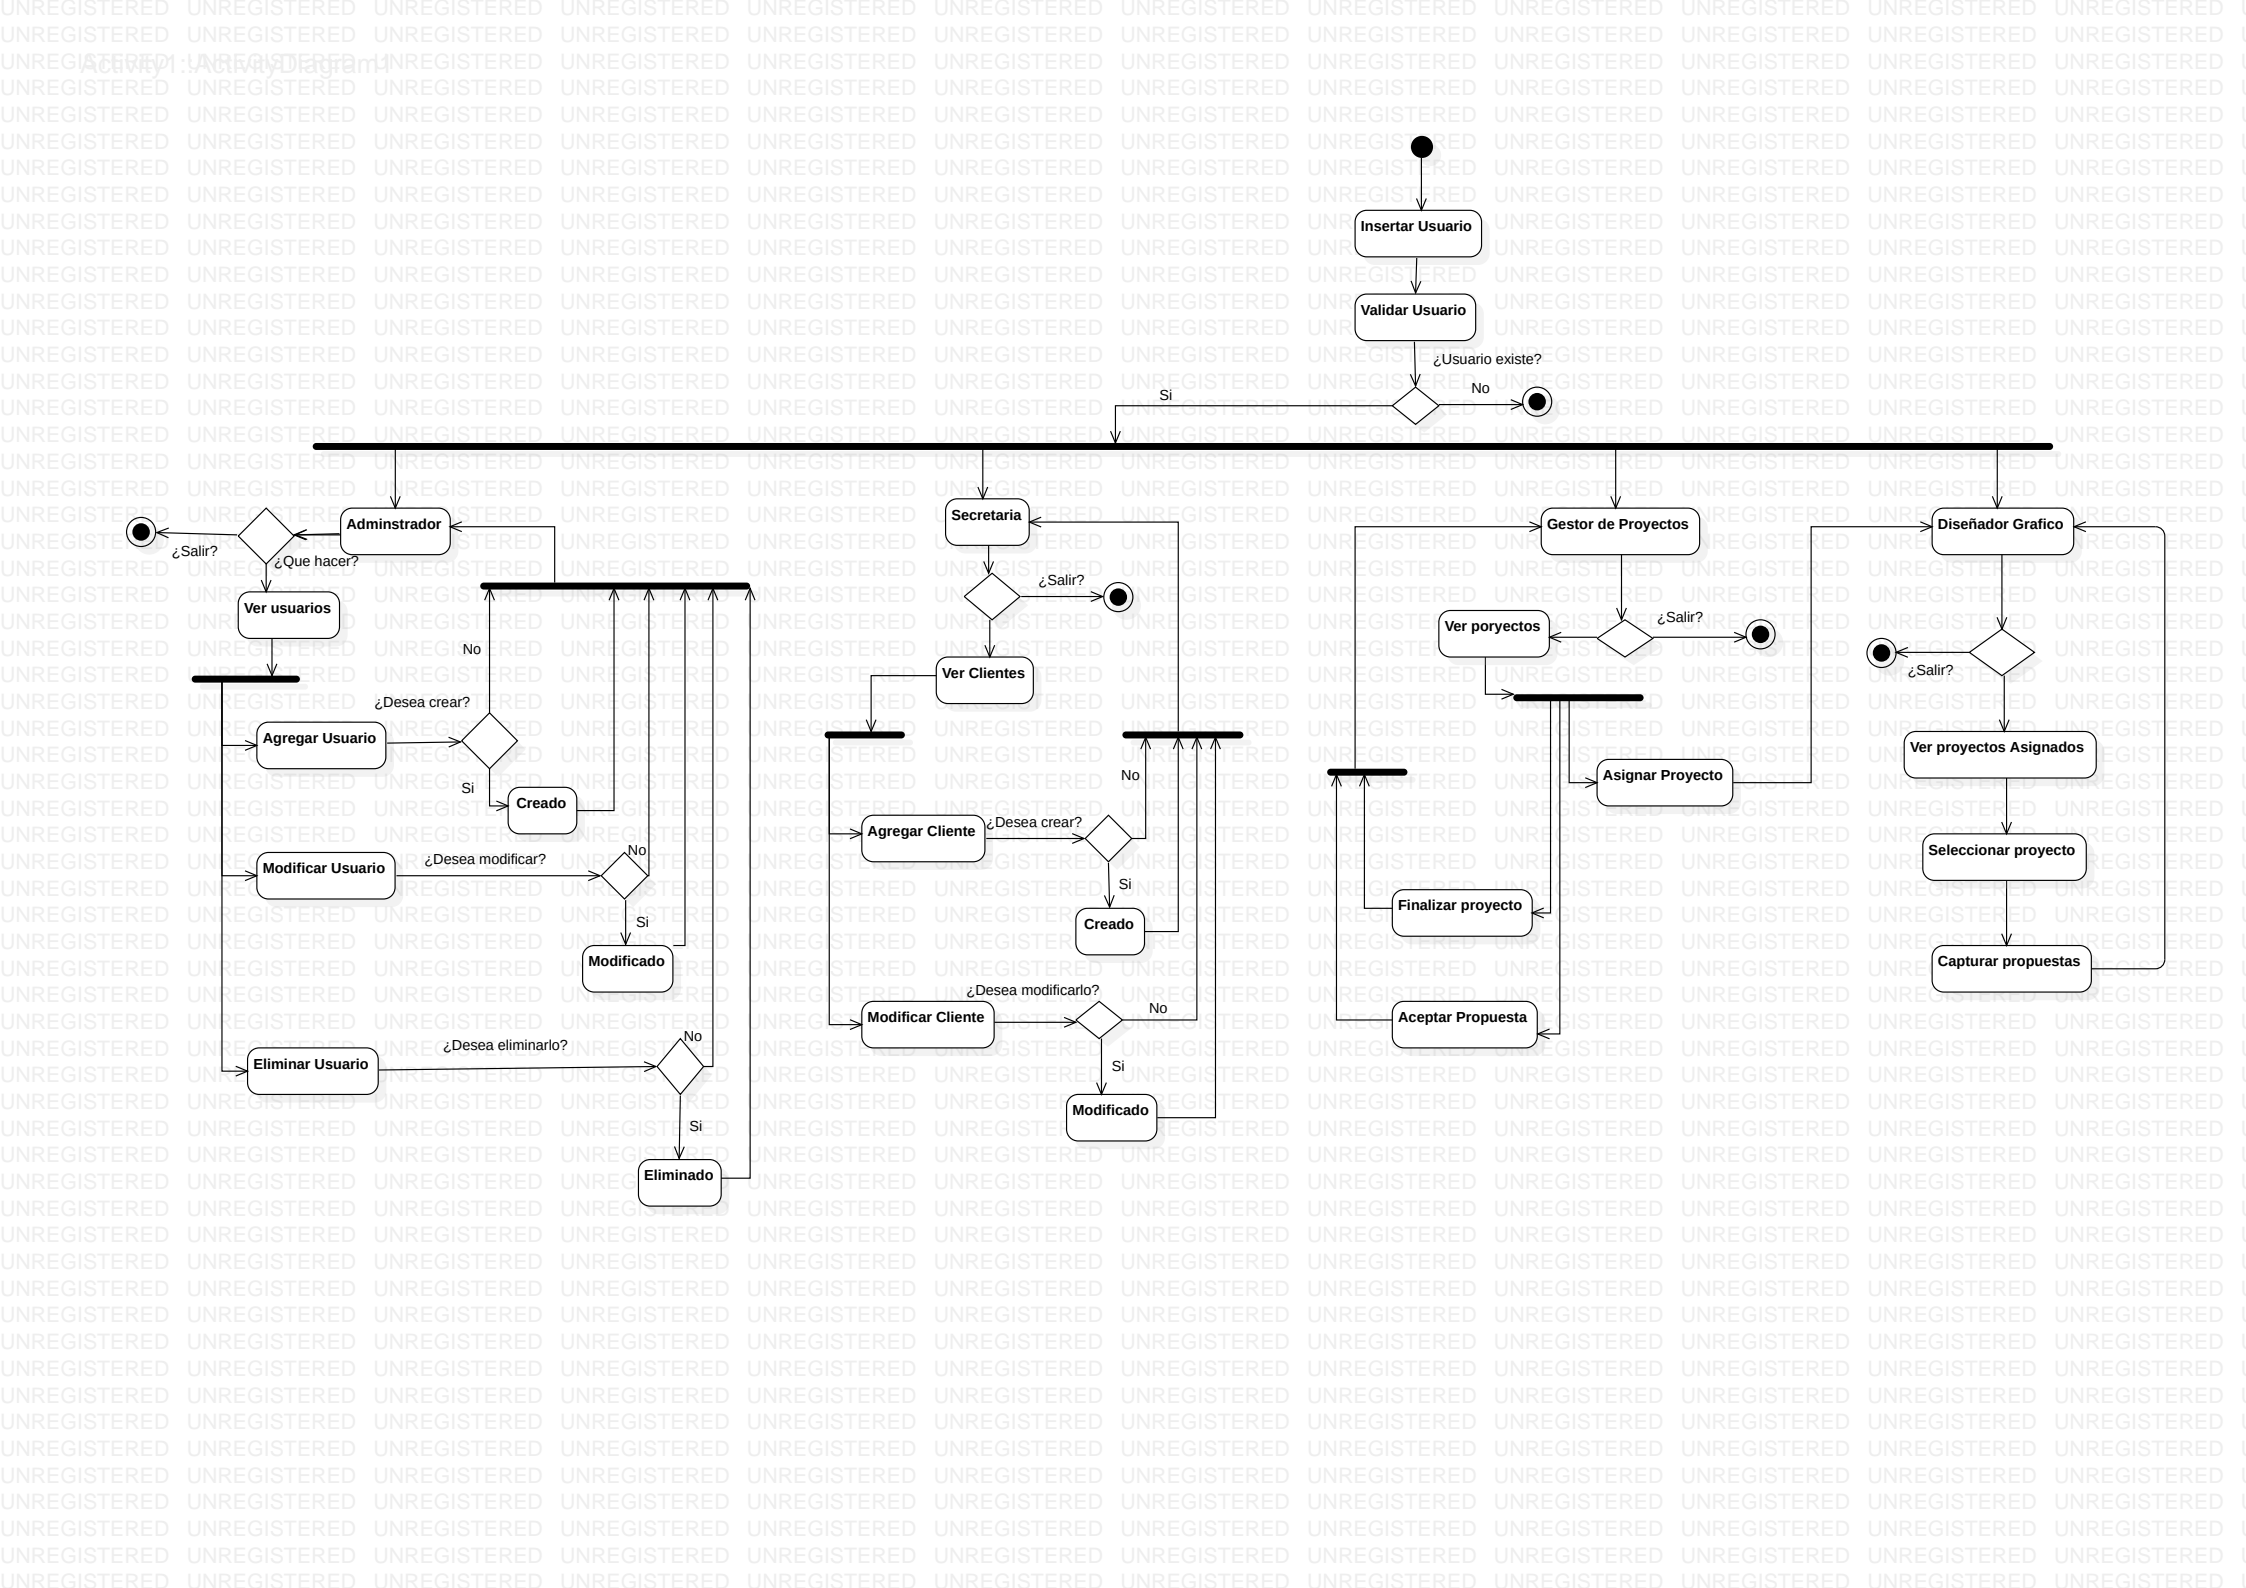 Activity1::ActivityDiagram1
UNREGISTERED
Insertar Usuario
Validar Usuario
¿Usuario existe?
Si
No
Adminstrador
¿Salir?
¿Que hacer?
Ver usuarios
No
¿Desea crear?
Agregar Usuario
Si
Creado
Modificar Usuario
¿Desea modificar?
No
Si
Modificado
Eliminar Usuario
¿Desea eliminarlo?
No
Si
Eliminado
Secretaria
¿Salir?
Ver Clientes
No
Agregar Cliente
¿Desea crear?
Si
Creado
¿Desea modificarlo?
Modificar Cliente
No
Si
Modificado
Gestor de Proyectos
¿Salir?
Ver poryectos
Asignar Proyecto
Finalizar proyecto
Aceptar Propuesta
Diseñador Grafico
¿Salir?
Ver proyectos Asignados
Seleccionar proyecto
Capturar propuestas